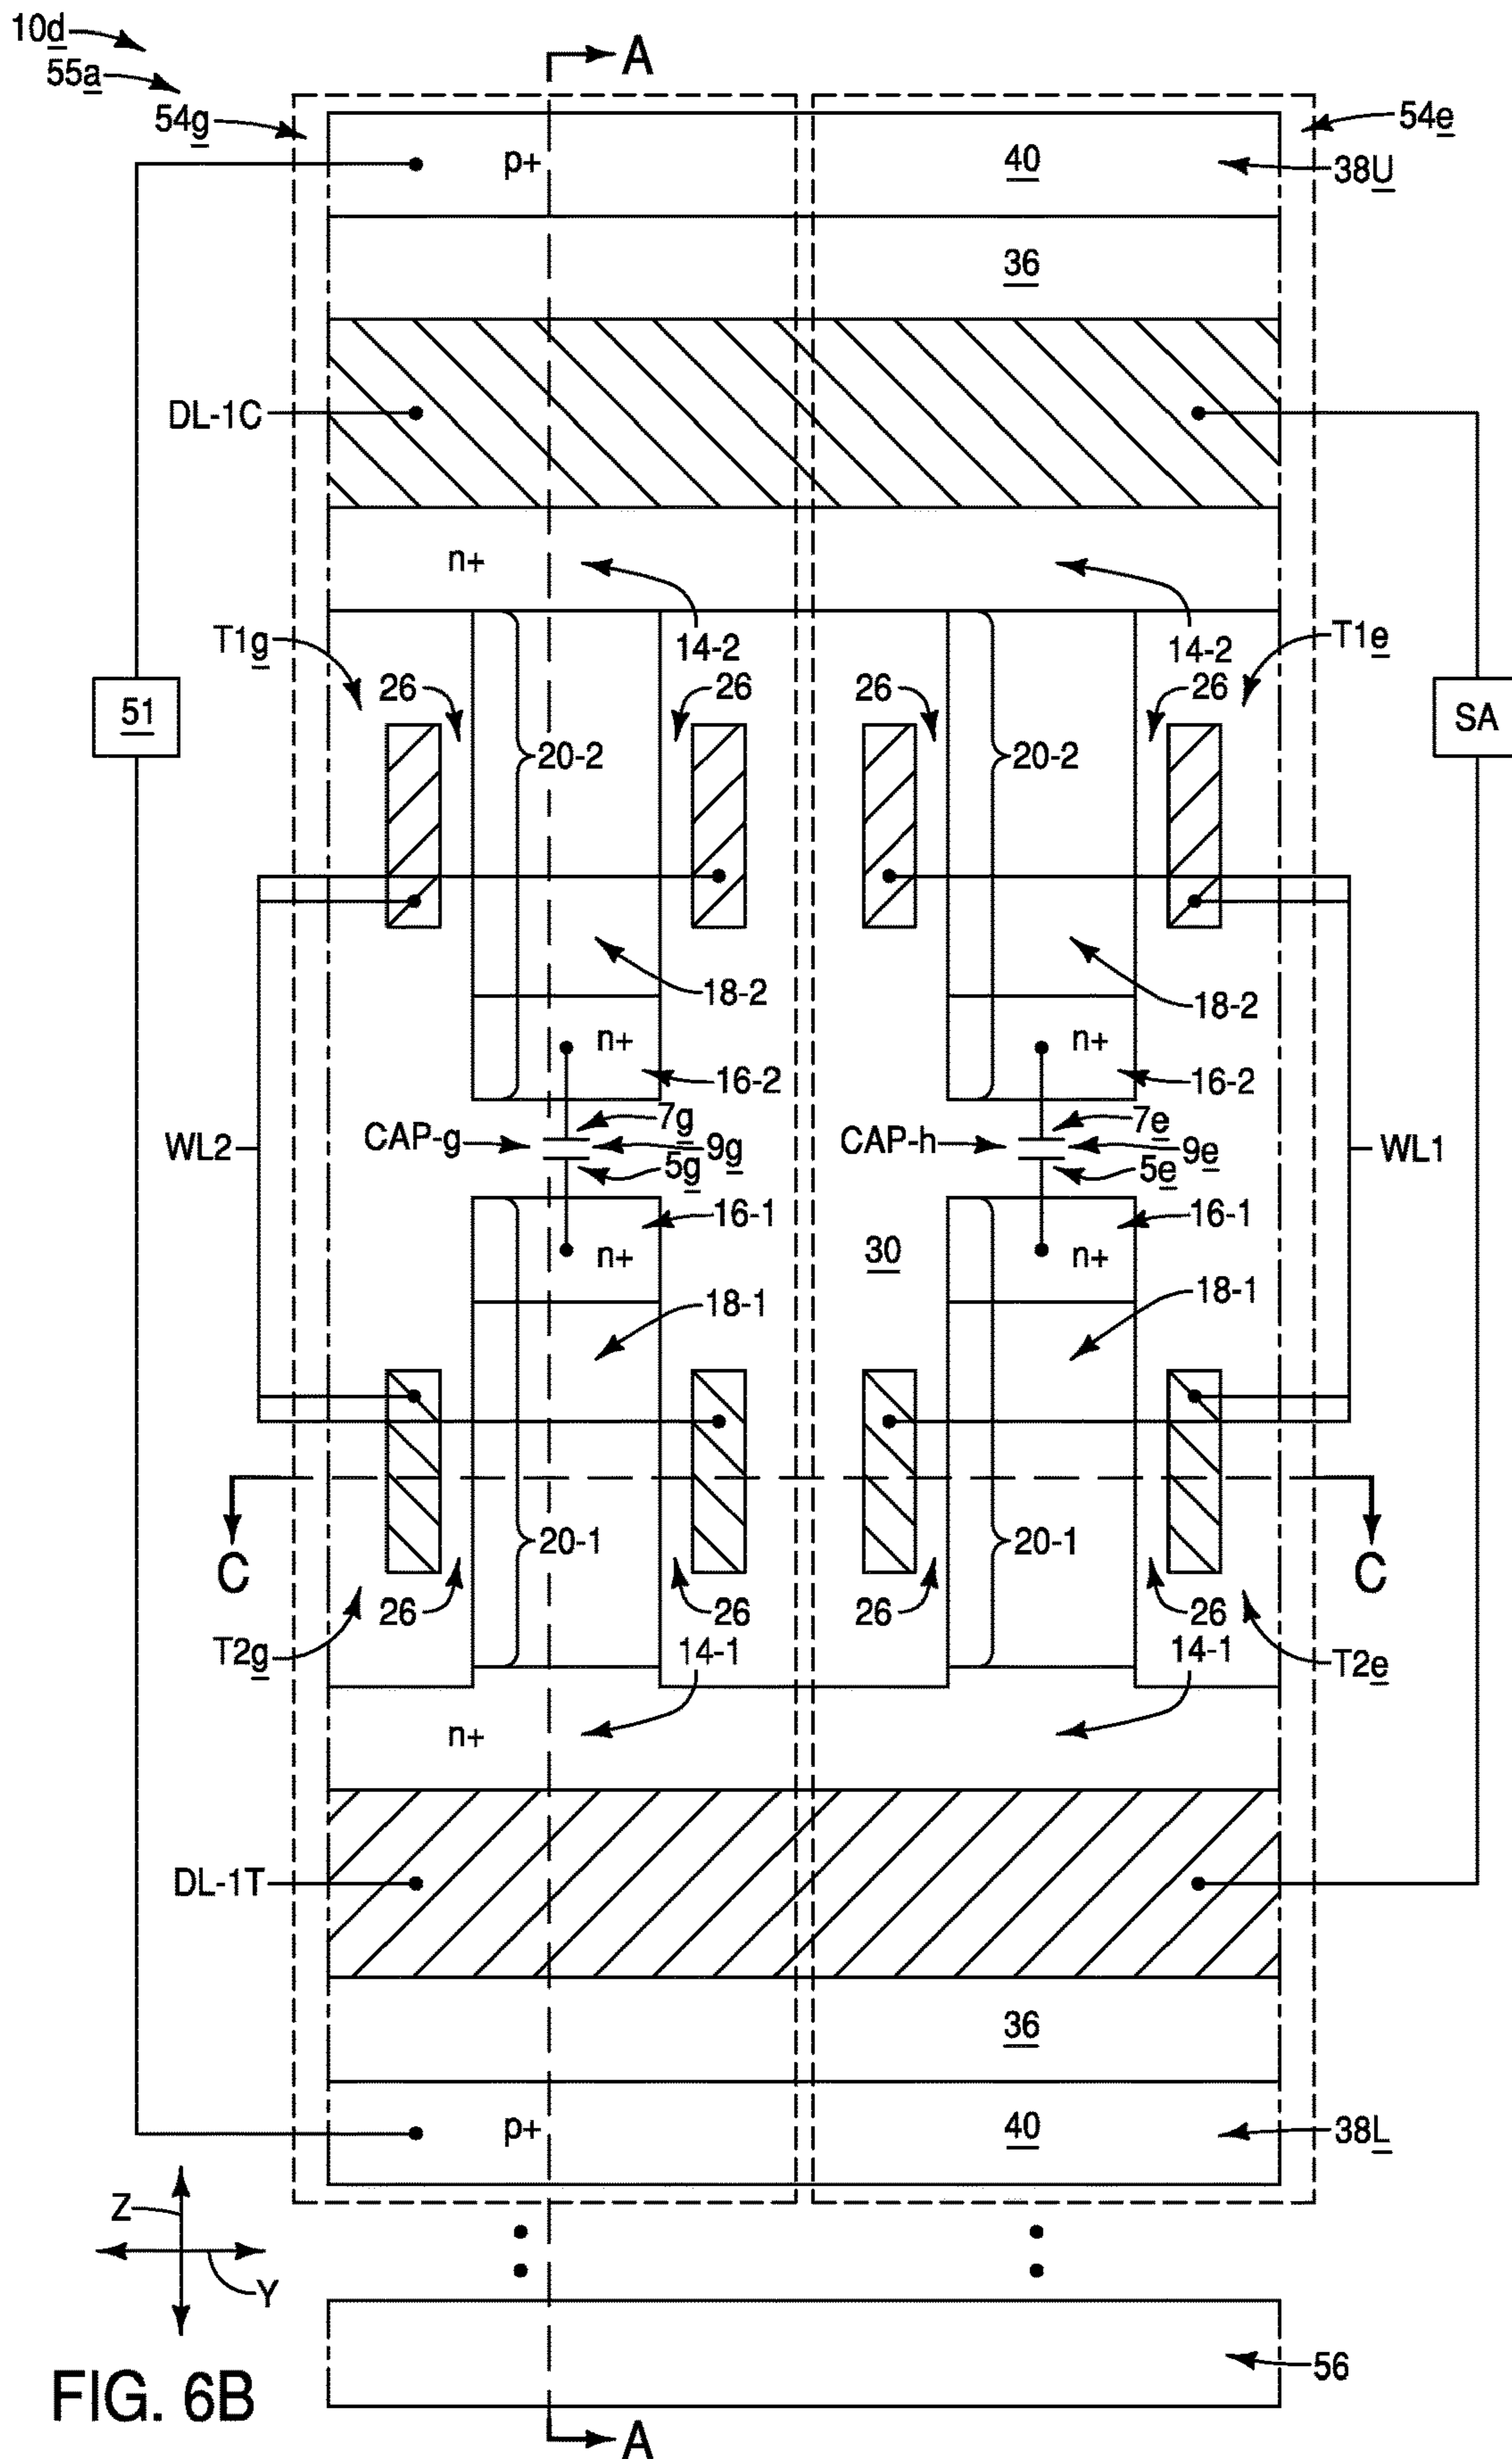 10d
A
55a
54g
54e
p+
40
38U
36
DL-1C
n+
T1g
14-2
14-2
T1e
26
26
26
26
51
SA
20-2
20-2
18-2
18-2
n+
n+
16-2
16-2
7g
7e
CAP-g
9g
CAP-h
9e
WL2
WL1
5g
5e
16-1
16-1
n+
30
n+
18-1
18-1
20-1
20-1
C
C
26
26
26
26
T2g
14-1
14-1
T2e
n+
DL-1T
36
p+
40
38L
Z
Y
56
FIG. 6B
A